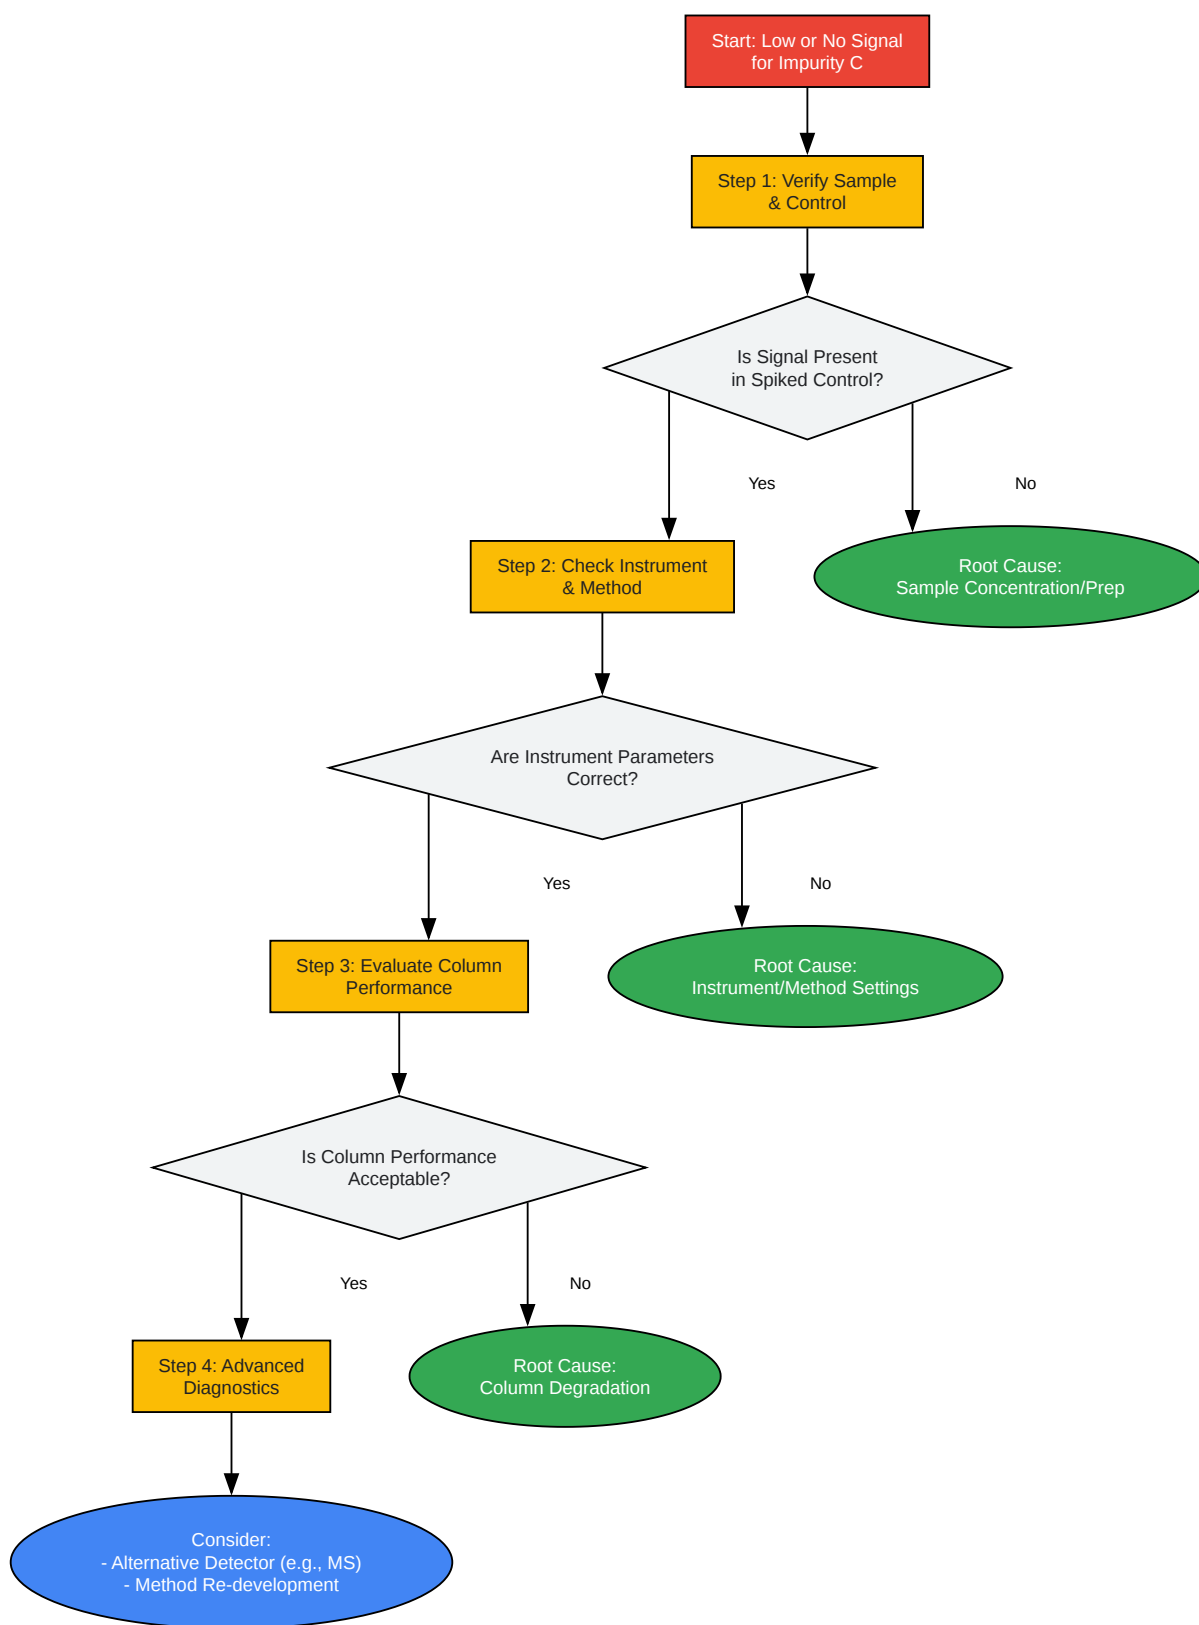 Start: Low or No Signal
for Impurity C
Step 1: Verify Sample
& Control
Is Signal Present
in Spiked Control?
Yes
No
Step 2: Check Instrument
& Method
Root Cause:
Sample Concentration/Prep
Are Instrument Parameters
Correct?
Yes
No
Step 3: Evaluate Column
Performance
Root Cause:
Instrument/Method Settings
Is Column Performance
Acceptable?
Yes
No
Step 4: Advanced
Diagnostics
Root Cause:
Column Degradation
Consider:
- Alternative Detector (e.g., MS)
- Method Re-development